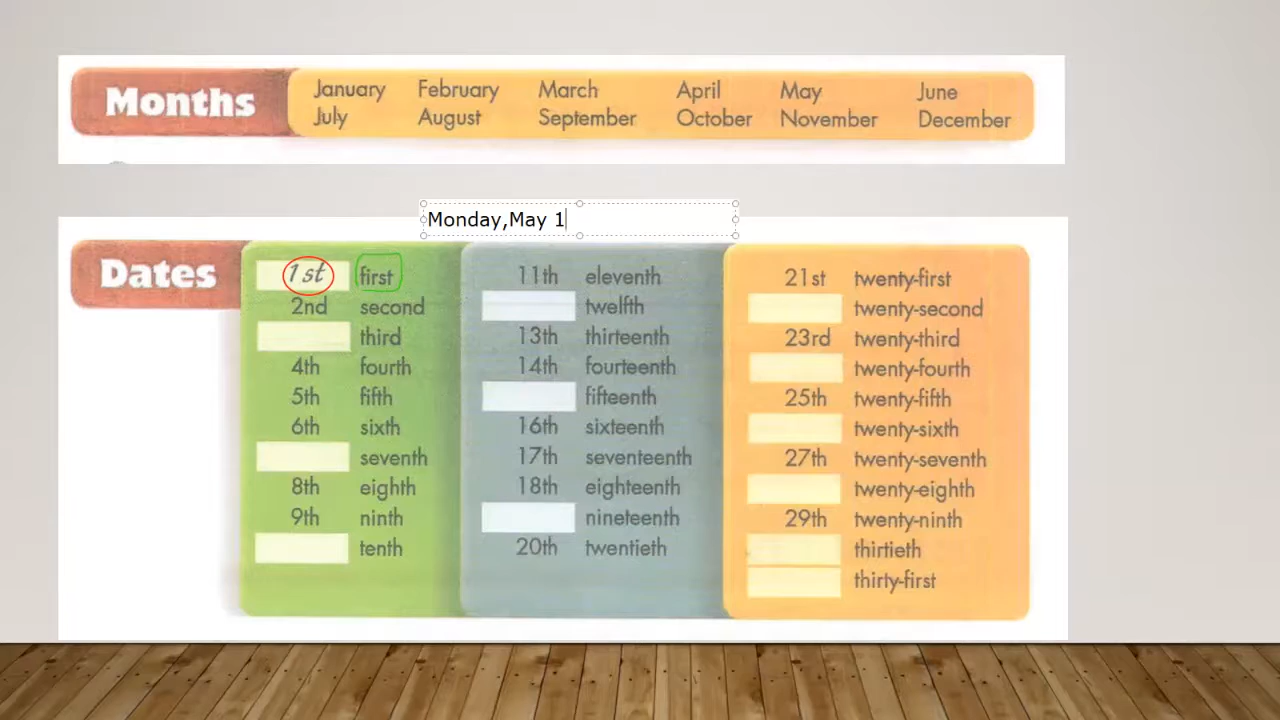 Months
January February March April May June
July August September October November December
Monday,May 1
Dates
1st first
2nd second
third
4th fourth
5th fifth
6th sixth
seventh
8th eighth
9th ninth
tenth
11th eleventh
twelfth
13th thirteenth
14th fourteenth
fifteenth
16th sixteenth
17th seventeenth
18th eighteenth
nineteenth
20th twentieth
21st twenty-first
twenty-second
23rd twenty-third
twenty-fourth
25th twenty-fifth
twenty-sixth
27th twenty-seventh
twenty-eighth
29th twenty-ninth
thirtieth
thirty-first